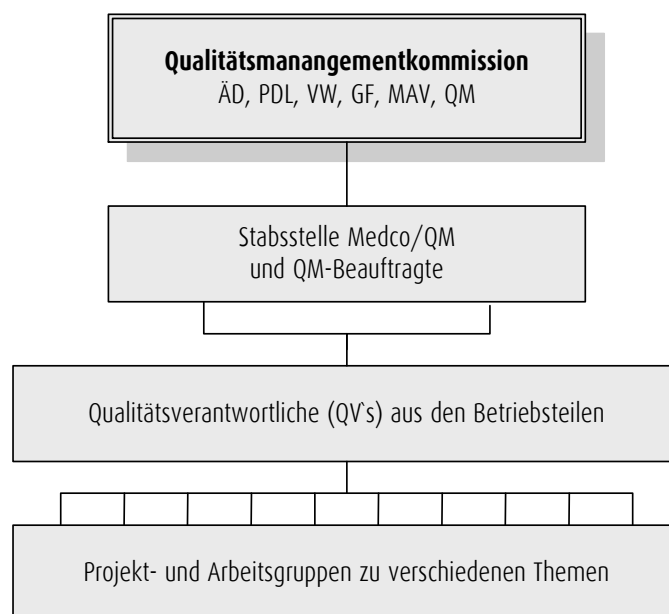 Qualitätsmanangementkommission
ÄD, PDL, VW, GF, MAV, QM
Stabsstelle Medco/QM
und QM-Beauftragte
Qualitätsverantwortliche (QV`s) aus den Betriebsteilen
Projekt- und Arbeitsgruppen zu verschiedenen Themen